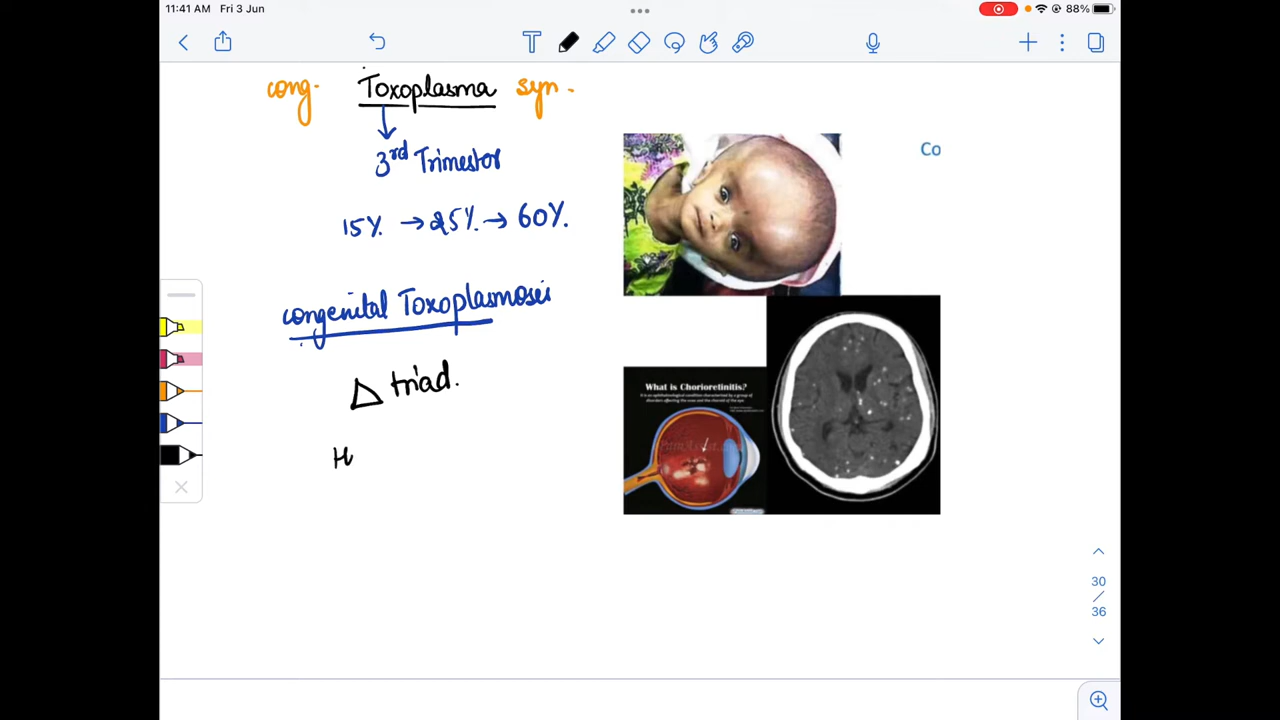 11:41 AM Fri 3 Jun
88%
cong. Toxoplasma syn.
3rd Trimestor
15% → 25% → 60%.
congenital Toxoplasmosis
Δ triad.
H
Co
What is Chorioretinitis?
30
/
36